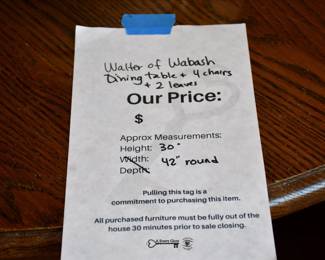 Walter of Wabash
Dining table + 4 chairs
+ 2 leaves
Our Price:
$
Approx Measurements:
Height: 30"
Width: 42" round
Depth:
Pulling this tag is a
commitment to purchasing this item.
All purchased furniture must be fully out of the
house 30 minutes prior to sale closing.